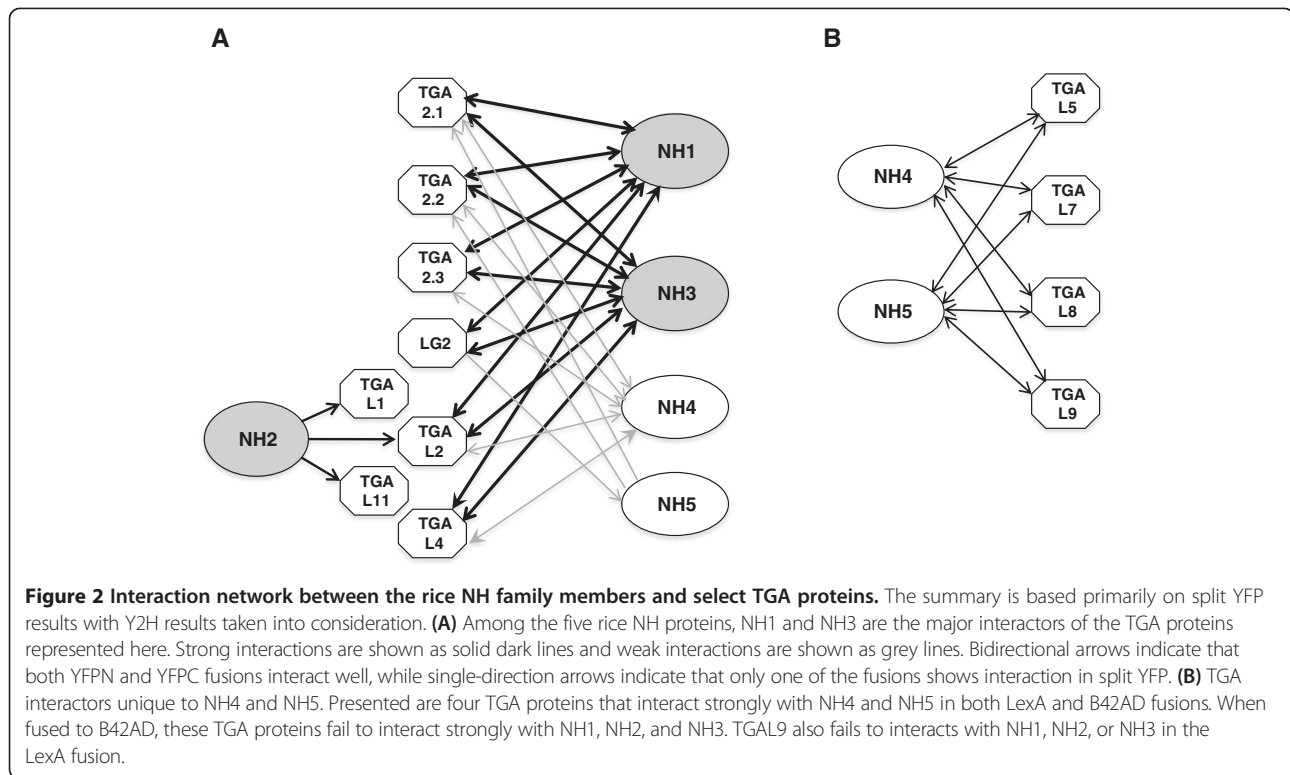 A
B
TGA
2.1
TGA
2.2
TGA
2.3
LG2
TGA
L1
TGA
L2
TGA
L11
TGA
L4
NH2
NH1
NH3
NH4
NH5
NH4
NH5
TGA
L5
TGA
L7
TGA
L8
TGA
L9
Figure 2 Interaction network between the rice NH family members and select TGA proteins. The summary is based primarily on split YFP
results with Y2H results taken into consideration. (A) Among the five rice NH proteins, NH1 and NH3 are the major interactors of the TGA proteins
represented here. Strong interactions are shown as solid dark lines and weak interactions are shown as grey lines. Bidirectional arrows indicate that
both YFPN and YFPC fusions interact well, while single-direction arrows indicate that only one of the fusions shows interaction in split YFP. (B) TGA
interactors unique to NH4 and NH5. Presented are four TGA proteins that interact strongly with NH4 and NH5 in both LexA and B42AD fusions. When
fused to B42AD, these TGA proteins fail to interact strongly with NH1, NH2, and NH3. TGAL9 also fails to interacts with NH1, NH2, or NH3 in the
LexA fusion.